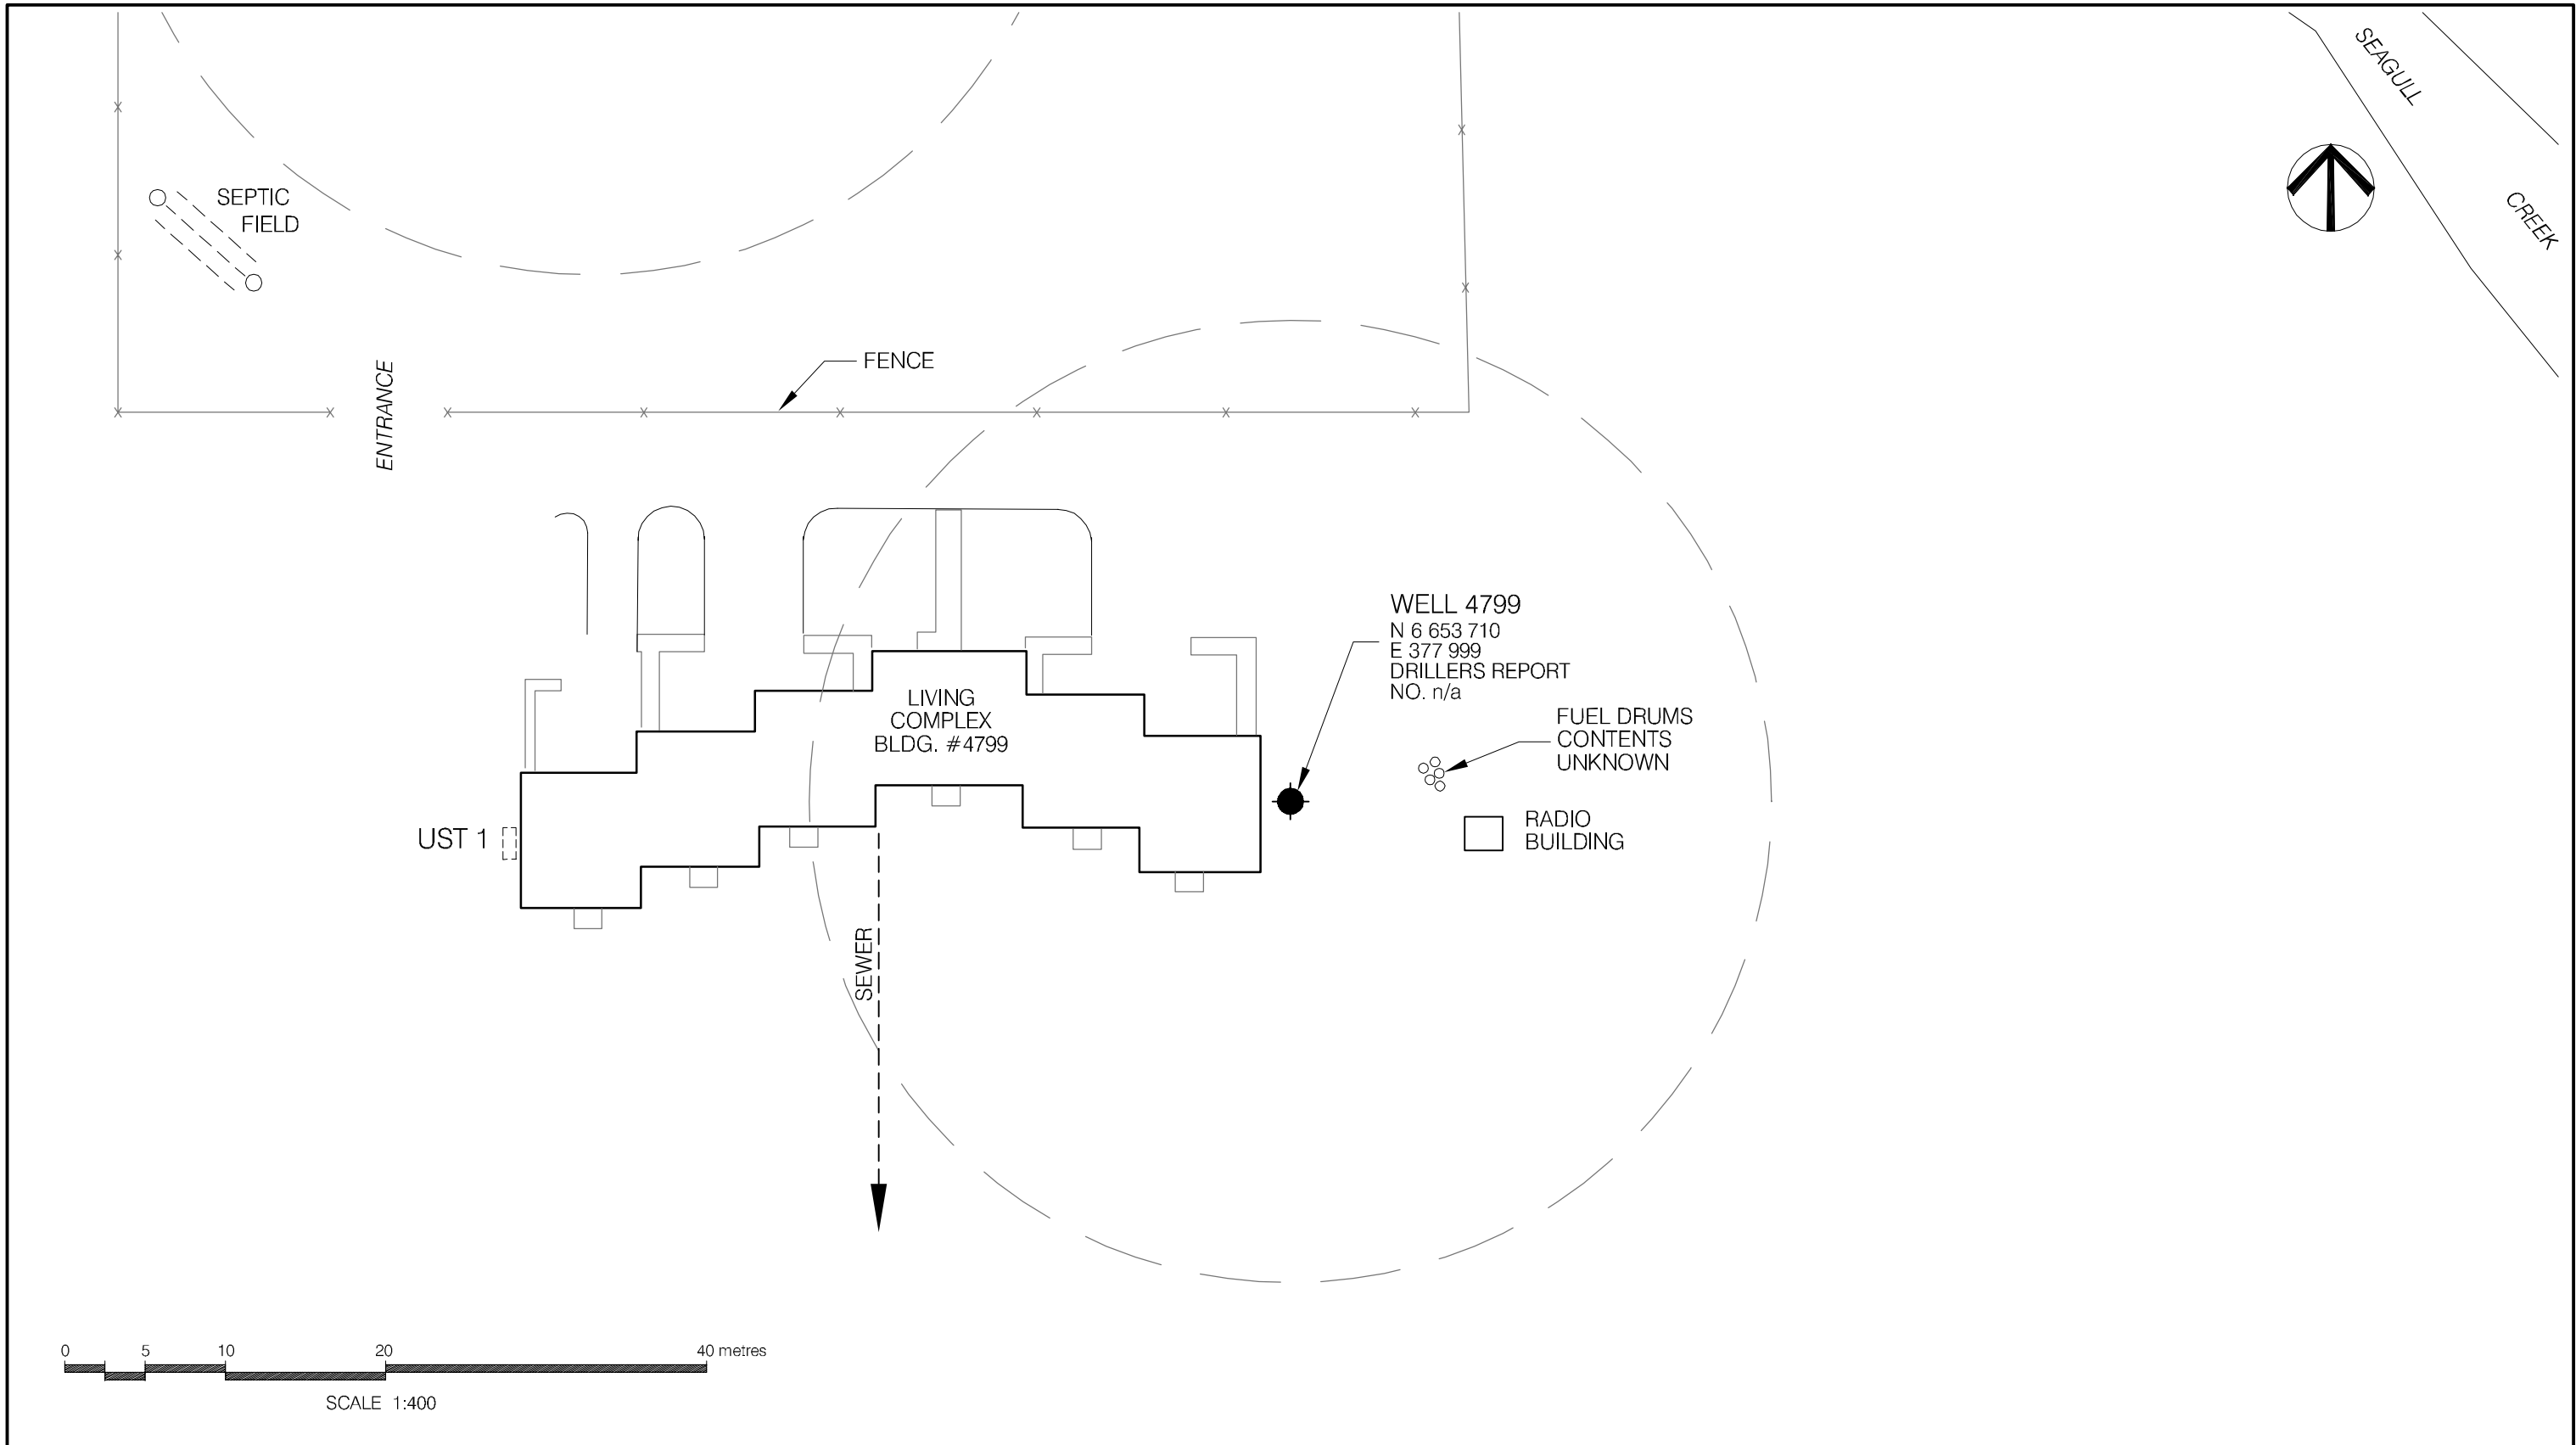 SEAGULL
CREEK
SEPTIC
FIELD
ENTRANCE
FENCE
WELL 4799
N 6 653 710
E 377 999
DRILLERS REPORT
NO. n/a
LIVING
COMPLEX
BLDG. #4799
FUEL DRUMS
CONTENTS
UNKNOWN
RADIO
BUILDING
UST 1
SEWER
0 5 10 20 40 metres
SCALE 1:400